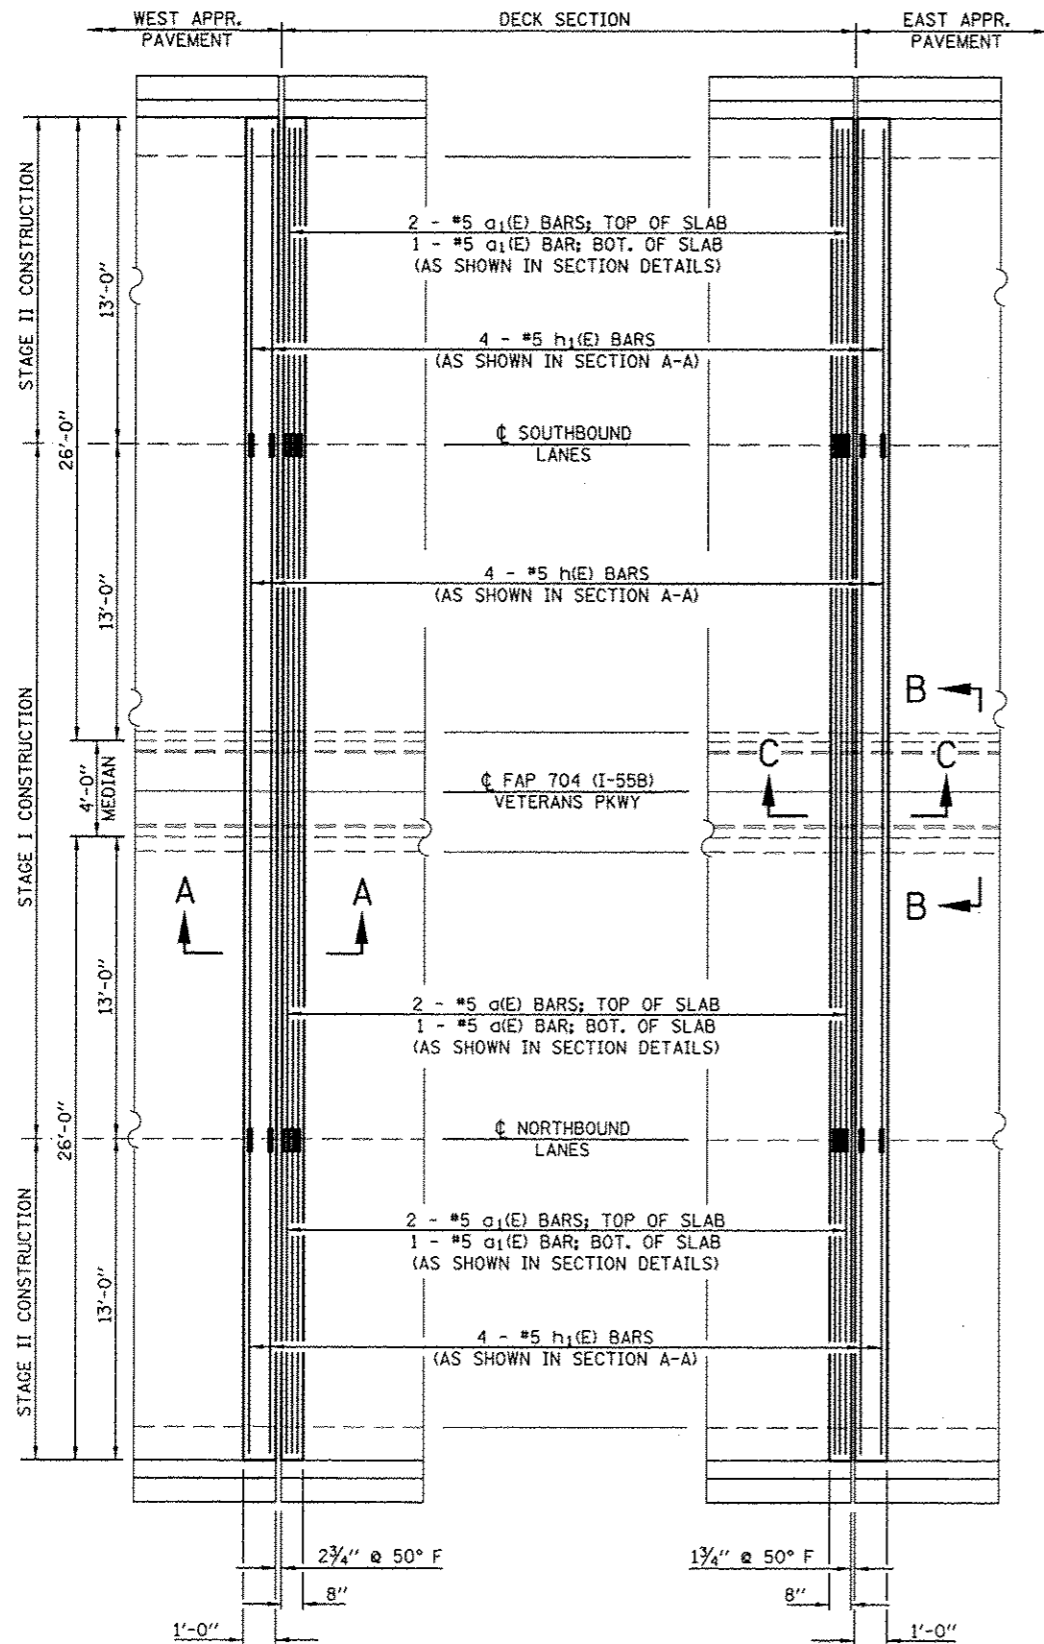 WEST APPR.
PAVEMENT
DECK SECTION
EAST APPR.
PAVEMENT
STAGE II CONSTRUCTION
26'-0"
13'-0"
2 - #5 a₁(E) BARS; TOP OF SLAB
1 - #5 a₁(E) BAR; BOT. OF SLAB
(AS SHOWN IN SECTION DETAILS)
4 - #5 h₁(E) BARS
(AS SHOWN IN SECTION A-A)
℄ SOUTHBOUND
LANES
STAGE I CONSTRUCTION
13'-0"
4 - #5 h(E) BARS
(AS SHOWN IN SECTION A-A)
B
C
C
4'-0"
MEDIAN
℄ FAP 704 (I-55B)
VETERANS PKWY
A
A
B
26'-0"
13'-0"
2 - #5 a(E) BARS; TOP OF SLAB
1 - #5 a(E) BAR; BOT. OF SLAB
(AS SHOWN IN SECTION DETAILS)
℄ NORTHBOUND
LANES
STAGE II CONSTRUCTION
13'-0"
2 - #5 a₁(E) BARS; TOP OF SLAB
1 - #5 a₁(E) BAR; BOT. OF SLAB
(AS SHOWN IN SECTION DETAILS)
4 - #5 h₁(E) BARS
(AS SHOWN IN SECTION A-A)
2¾" @ 50° F
1¾" @ 50° F
8"
8"
1'-0"
1'-0"